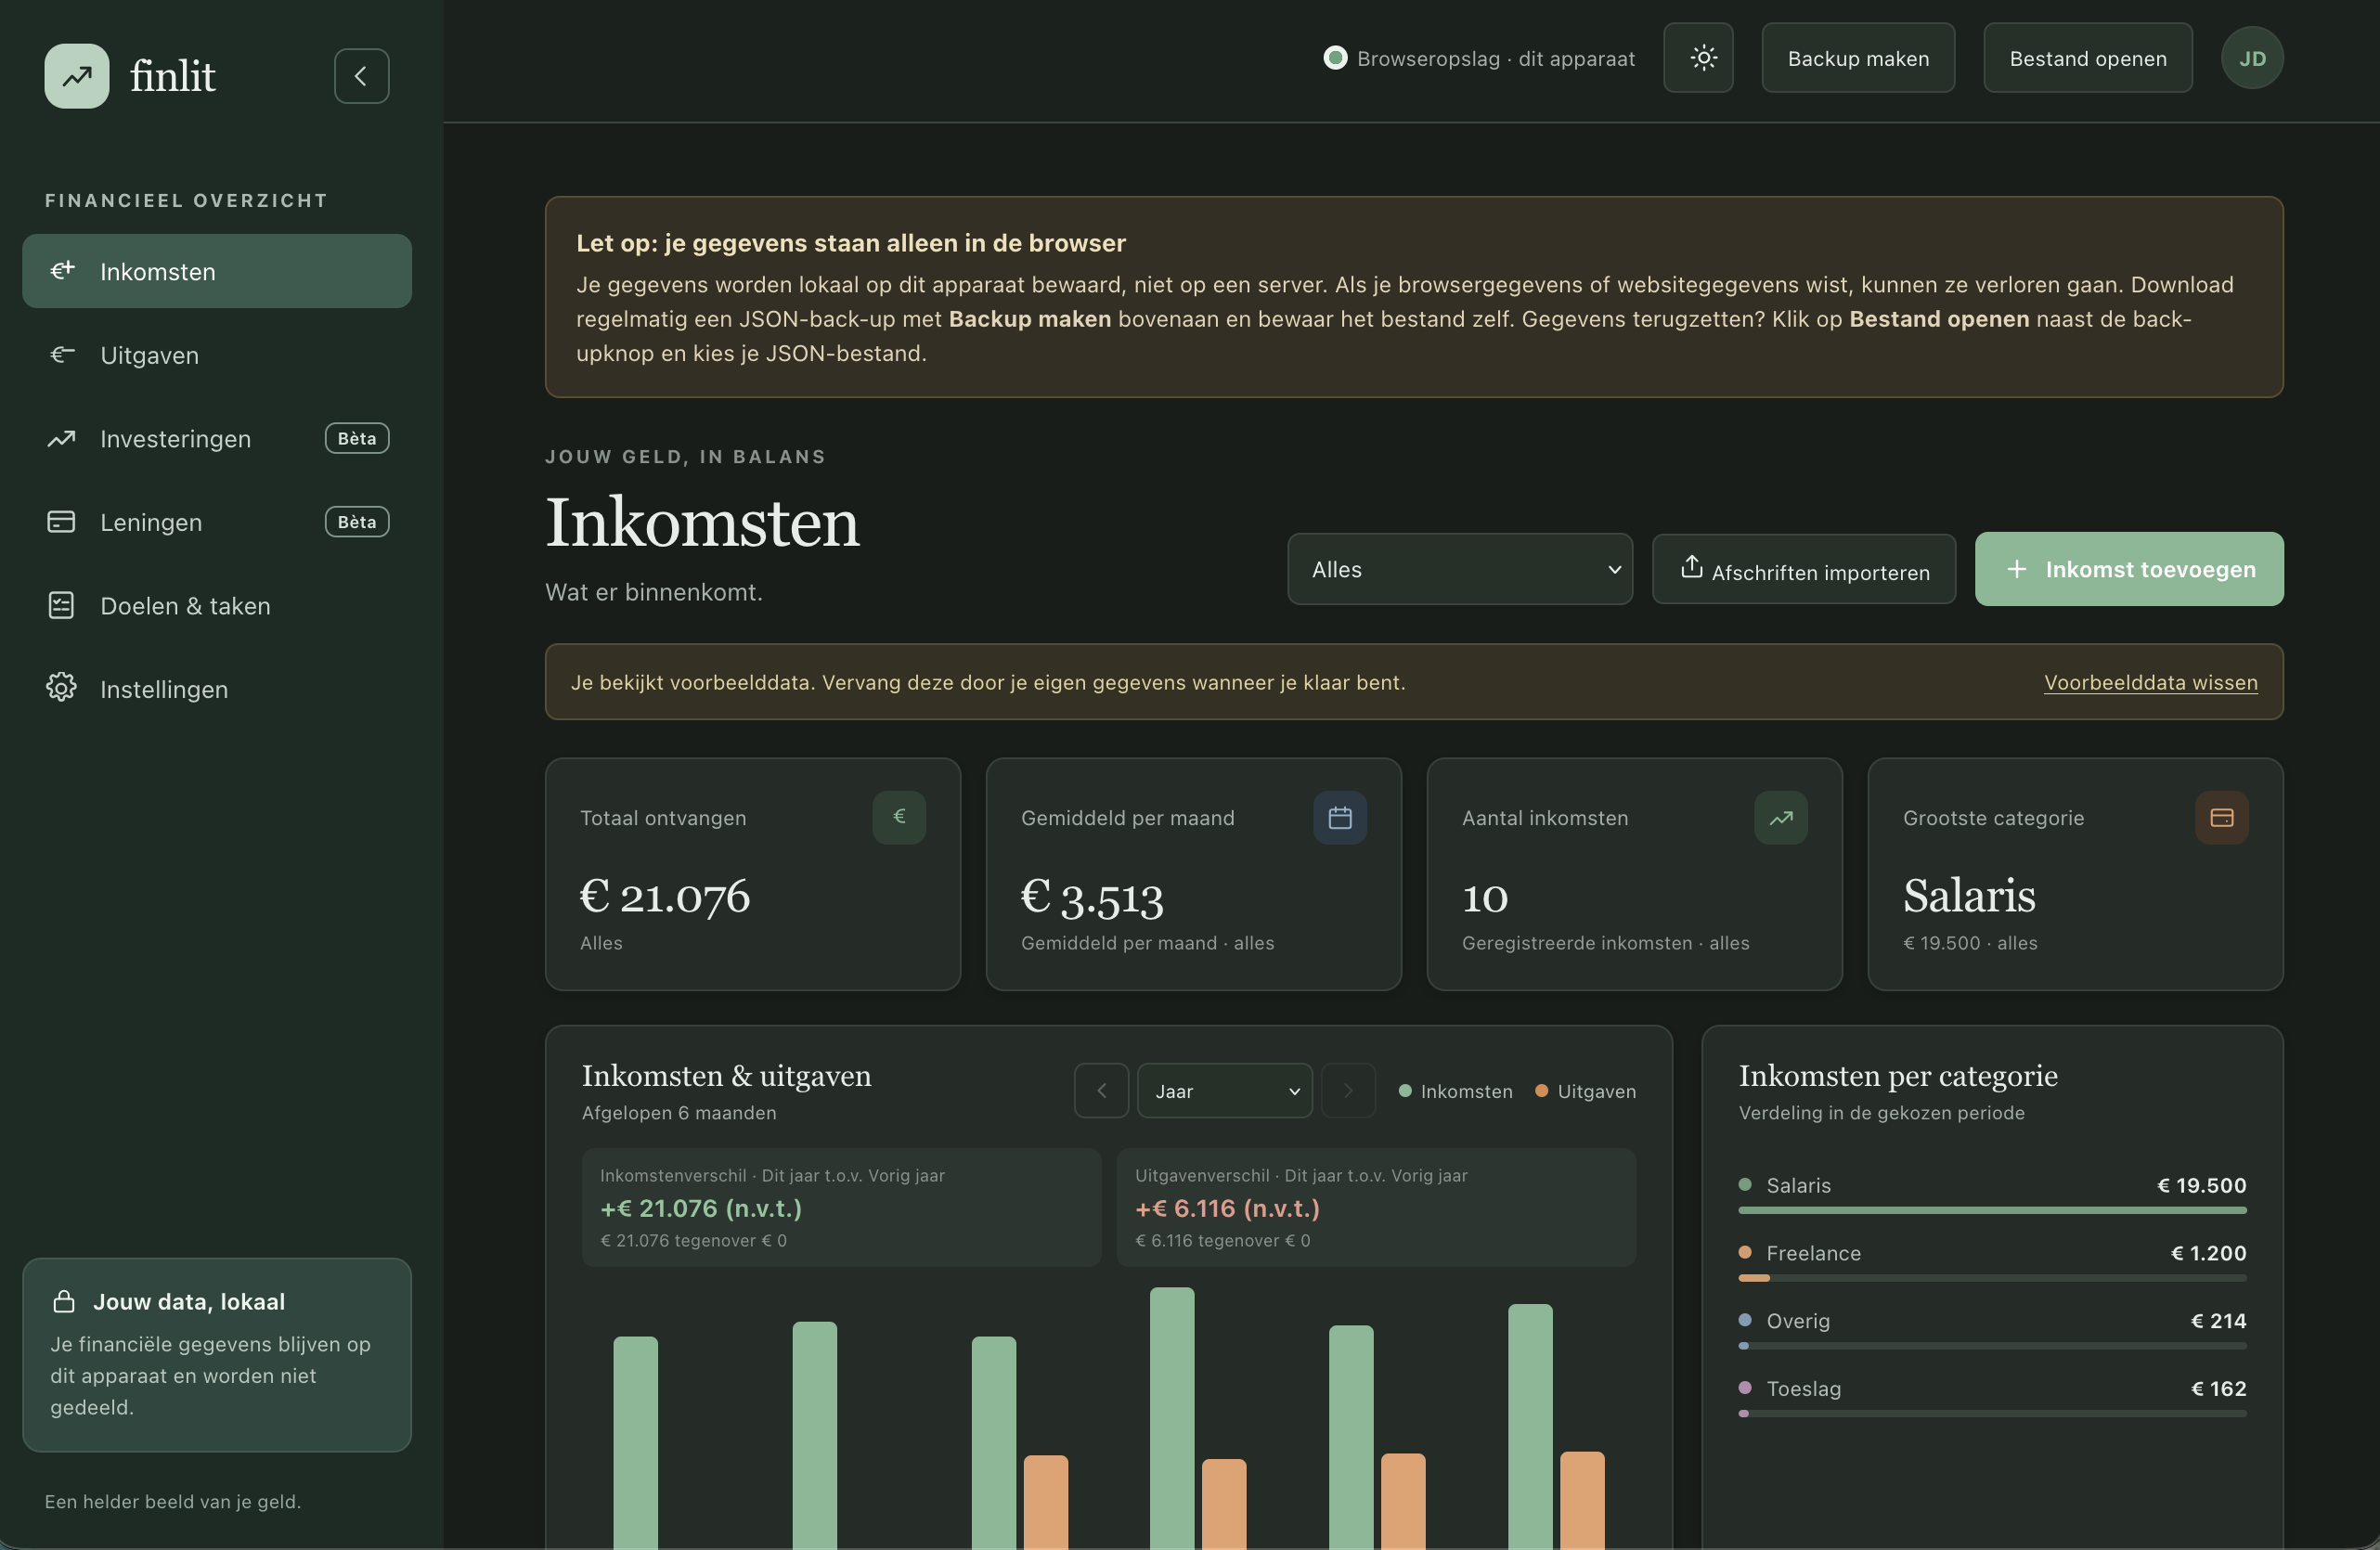 finlit
FINANCIEEL OVERZICHT
Inkomsten
Uitgaven
Investeringen Bèta
Leningen Bèta
Doelen & taken
Instellingen
Jouw data, lokaal
Je financiële gegevens blijven op
dit apparaat en worden niet
gedeeld.
Een helder beeld van je geld.
Browseropslag · dit apparaat
Backup maken
Bestand openen
JD
Let op: je gegevens staan alleen in de browser
Je gegevens worden lokaal op dit apparaat bewaard, niet op een server. Als je browsergegevens of websitegegevens wist, kunnen ze verloren gaan. Download
regelmatig een JSON-back-up met Backup maken bovenaan en bewaar het bestand zelf. Gegevens terugzetten? Klik op Bestand openen naast de back-
upknop en kies je JSON-bestand.
JOUW GELD, IN BALANS
Inkomsten
Wat er binnenkomt.
Alles
Afschriften importeren
+ Inkomst toevoegen
Je bekijkt voorbeelddata. Vervang deze door je eigen gegevens wanneer je klaar bent.
Voorbeelddata wissen
Totaal ontvangen
€
€ 21.076
Alles
Gemiddeld per maand
€ 3.513
Gemiddeld per maand · alles
Aantal inkomsten
10
Geregistreerde inkomsten · alles
Grootste categorie
Salaris
€ 19.500 · alles
Inkomsten & uitgaven
Afgelopen 6 maanden
Jaar
Inkomsten
Uitgaven
Inkomstenverschil · Dit jaar t.o.v. Vorig jaar
+€ 21.076 (n.v.t.)
€ 21.076 tegenover € 0
Uitgavenverschil · Dit jaar t.o.v. Vorig jaar
+€ 6.116 (n.v.t.)
€ 6.116 tegenover € 0
Inkomsten per categorie
Verdeling in de gekozen periode
Salaris € 19.500
Freelance € 1.200
Overig € 214
Toeslag € 162